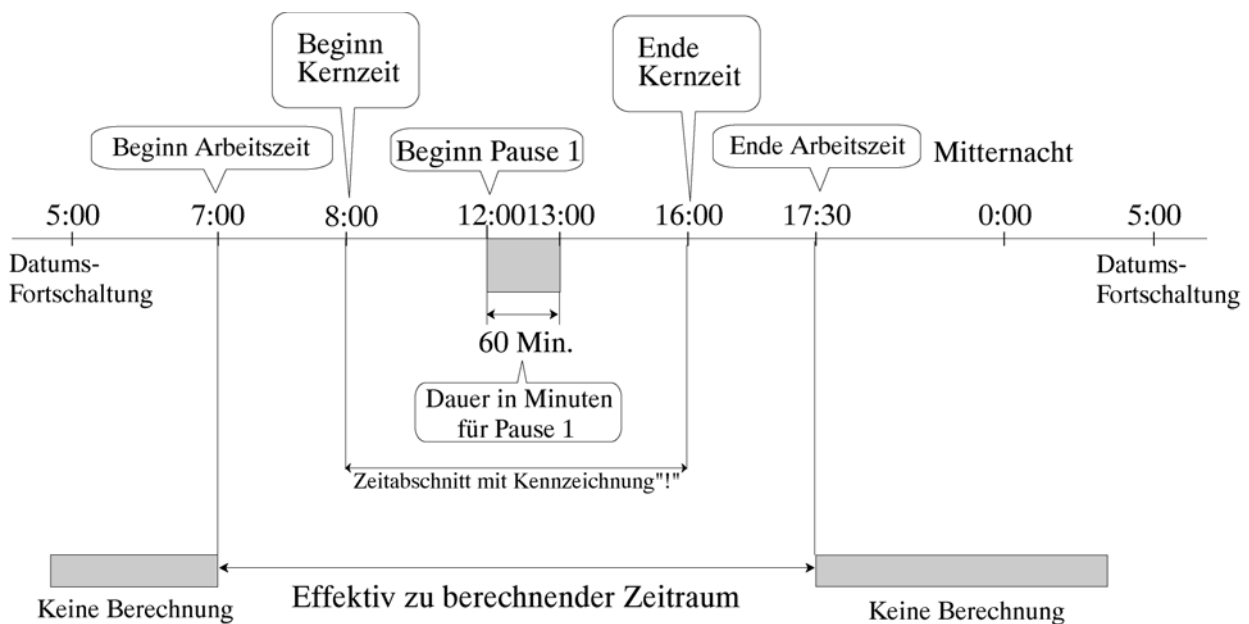 Beginn
Kernzeit
Ende
Kernzeit
Beginn Arbeitszeit
Beginn Pause 1
Ende Arbeitszeit
Mitternacht
5:00
7:00
8:00
12:00
13:00
16:00
17:30
0:00
5:00
Datums-
Fortschaltung
Datums-
Fortschaltung
60 Min.
Dauer in Minuten
für Pause 1
Zeitabschnitt mit Kennzeichnung"!"
Keine Berechnung
Effektiv zu berechnender Zeitraum
Keine Berechnung